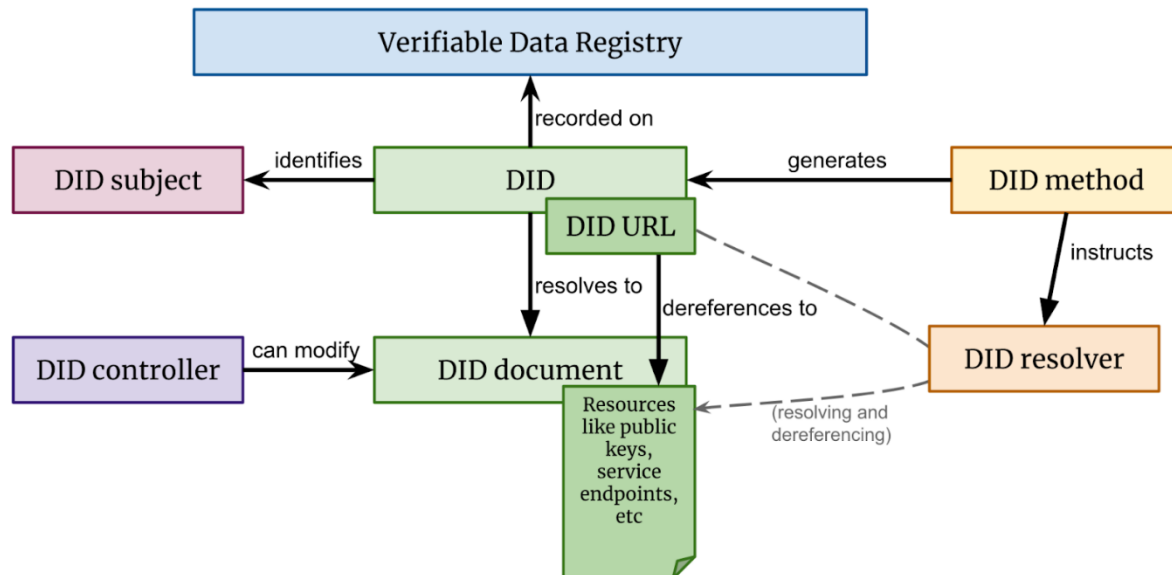 Verifiable Data Registry
recorded on
identifies
generates
DID subject
DID
DID method
DID URL
instructs
resolves to
dereferences to
DID controller
can modify
DID document
DID resolver
Resources
like public
keys,
service
endpoints,
etc
(resolving and
dereferencing)